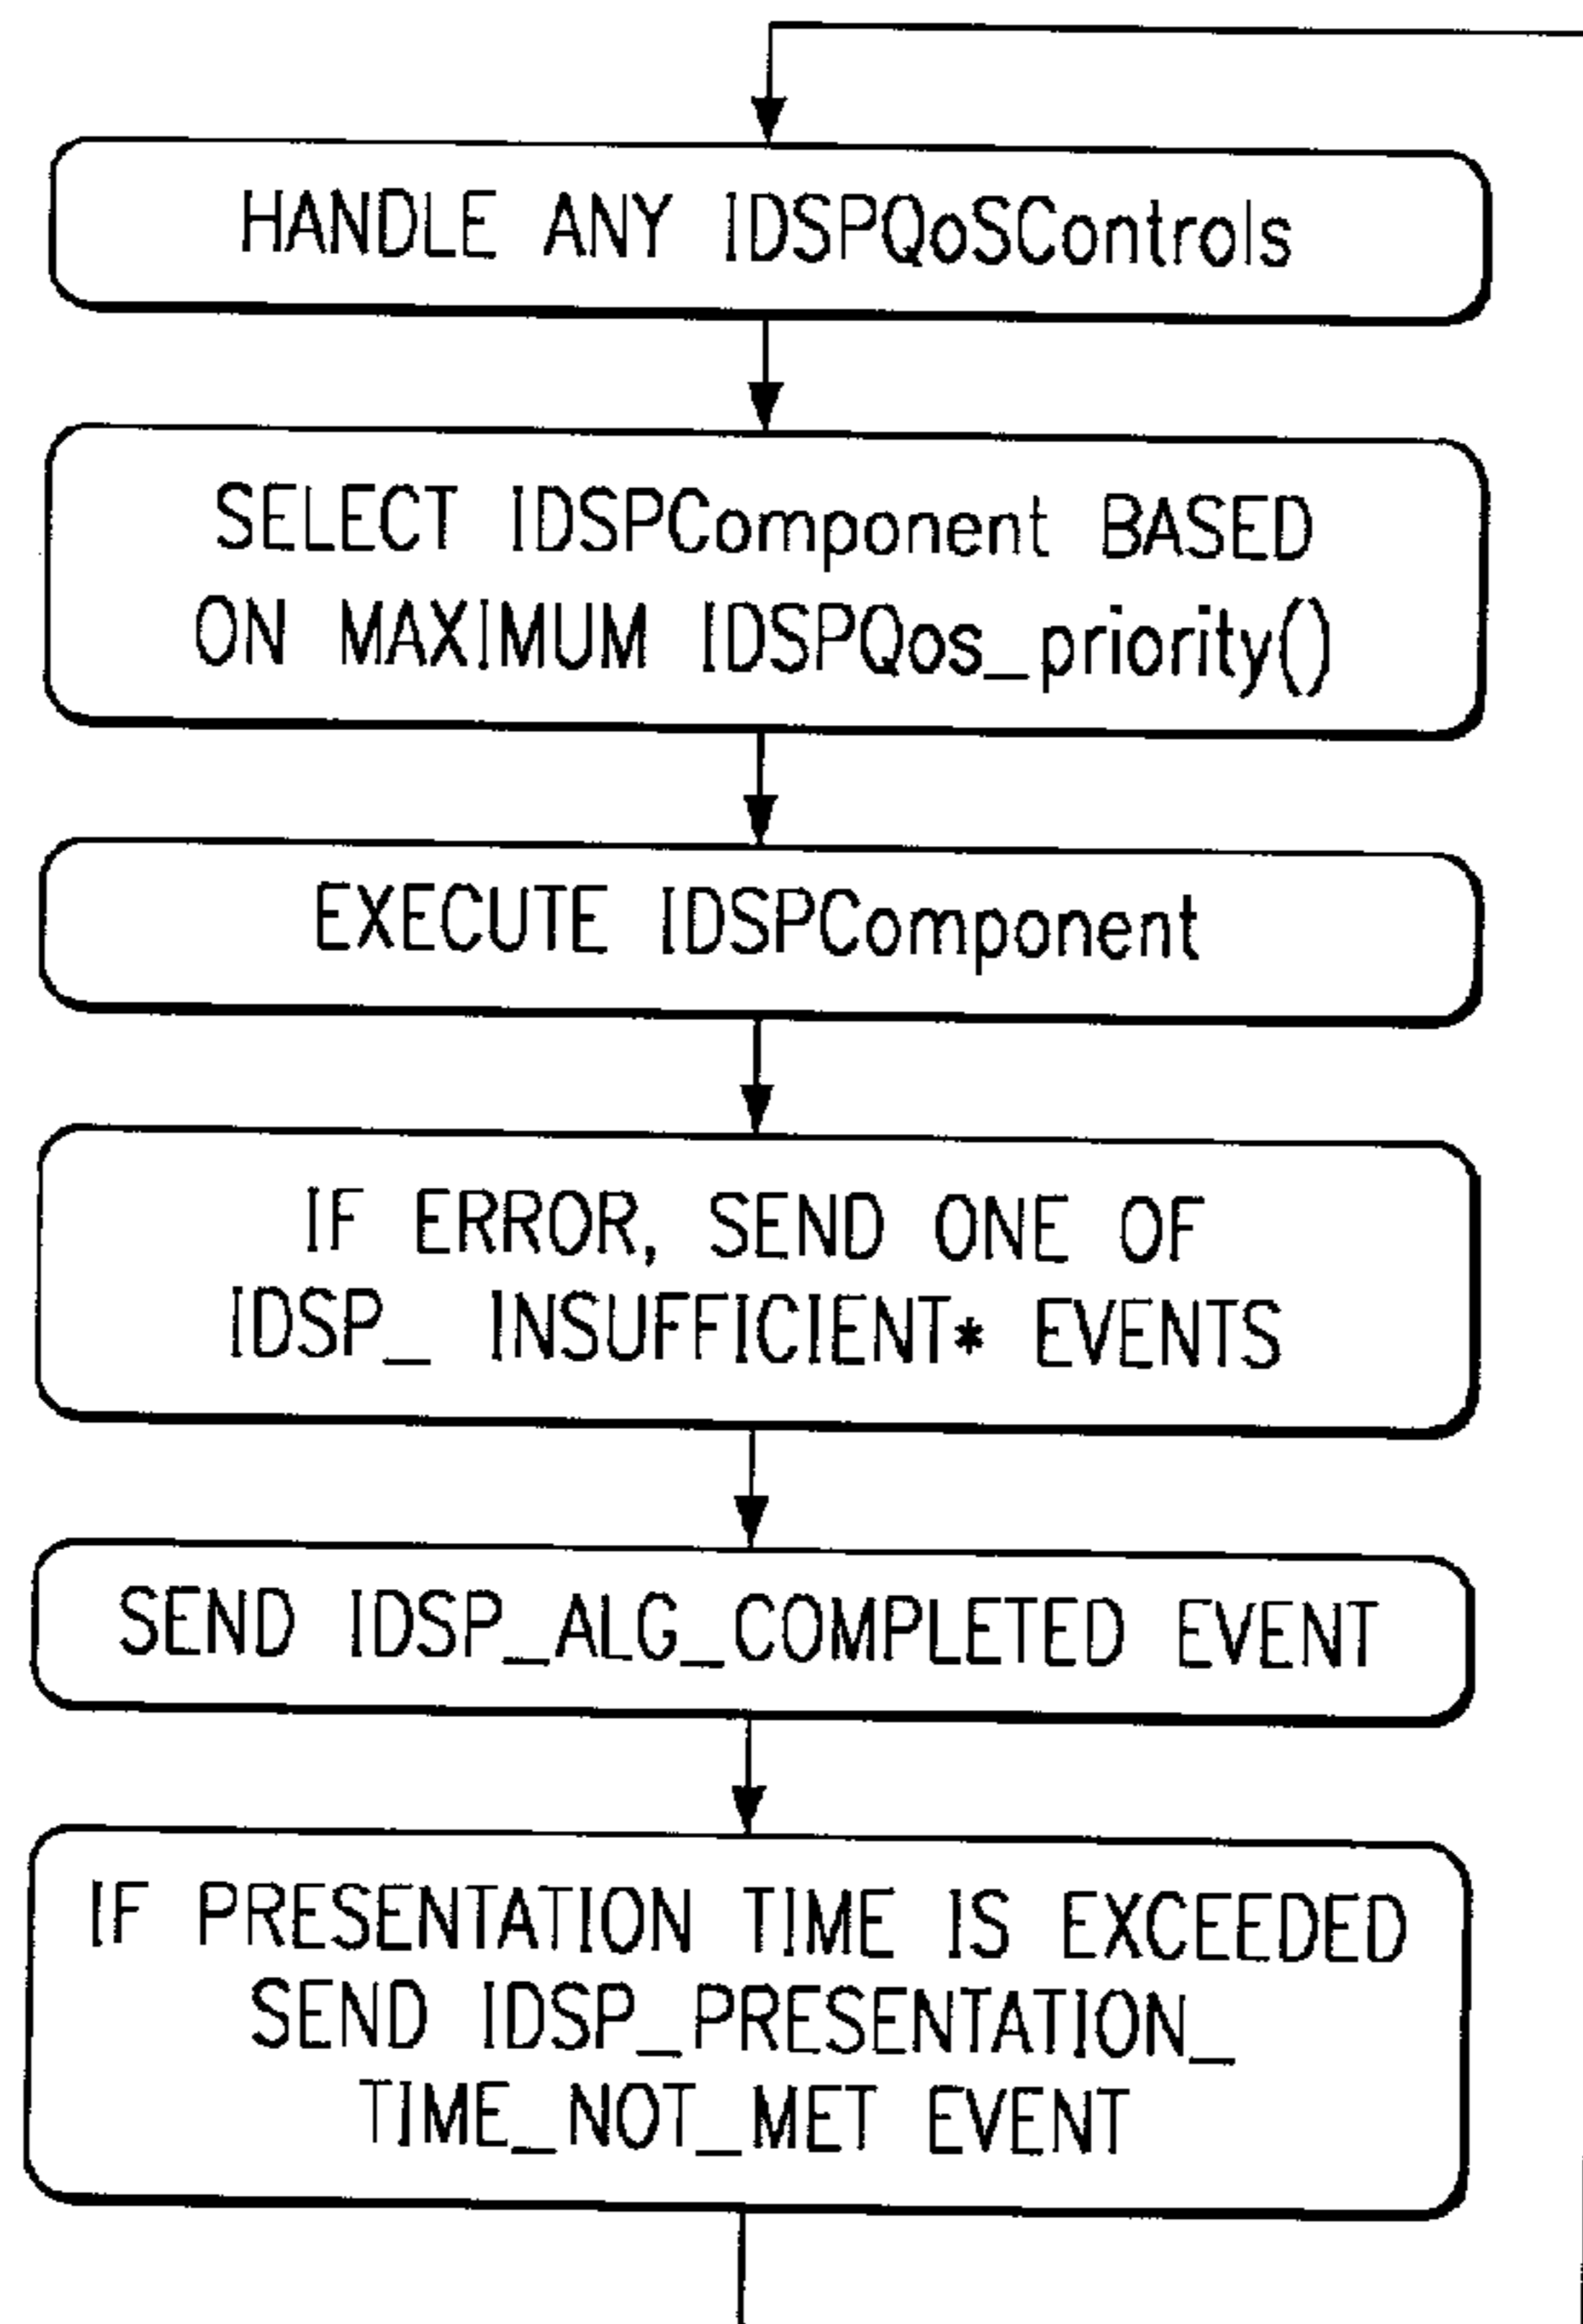 HANDLE ANY IDSPQoSControls
SELECT IDSPComponent BASED
ON MAXIMUM IDSPQos_priority()
EXECUTE IDSPComponent
IF ERROR, SEND ONE OF
IDSP_ INSUFFICIENT* EVENTS
SEND IDSP_ALG_COMPLETED EVENT
IF PRESENTATION TIME IS EXCEEDED
SEND IDSP_PRESENTATION_
TIME_NOT_MET EVENT